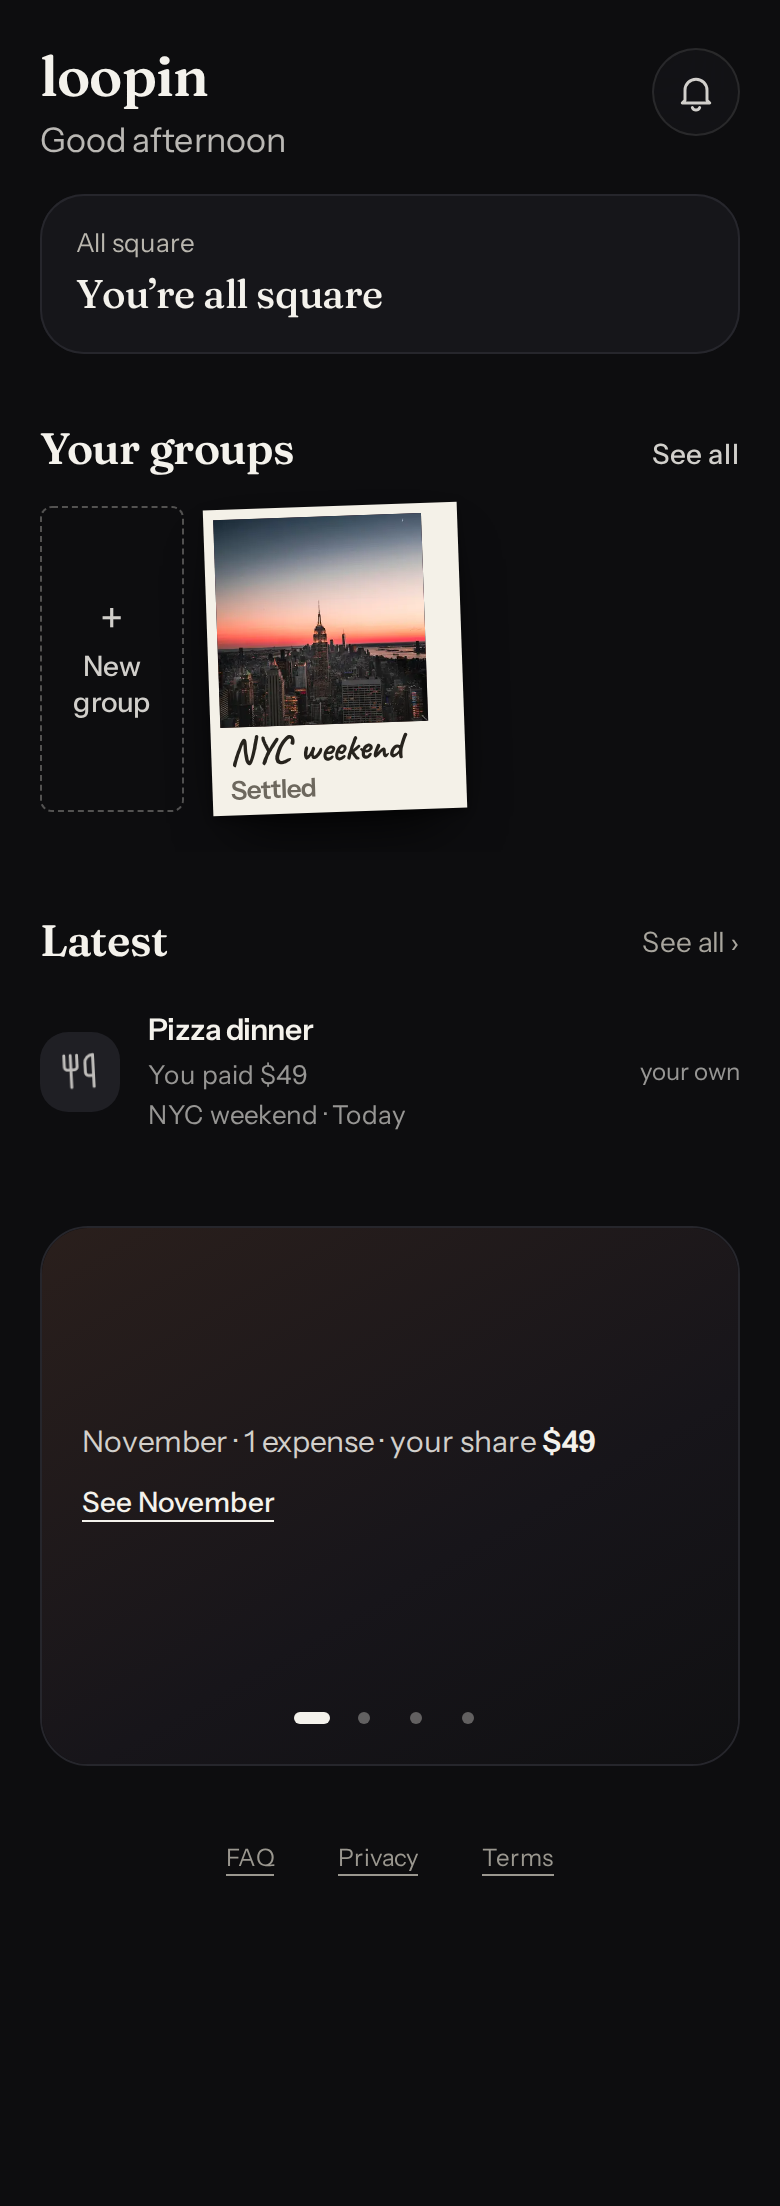 loopin
Good afternoon
All square
You’re all square
Your groups
See all
+
New
group
NYC weekend
Settled
Latest
See all ›
Pizza dinner
You paid $49
your own
NYC weekend · Today
November · 1 expense · your share $49
See November
FAQ
Privacy
Terms